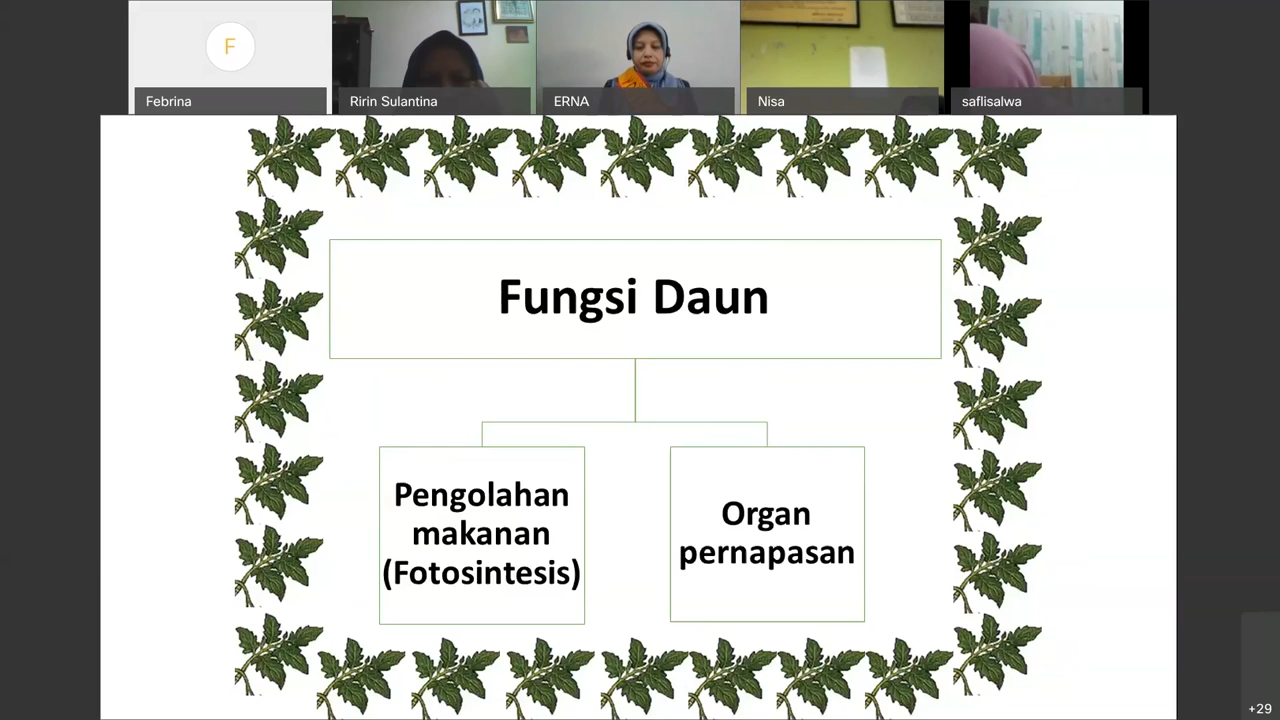 F
Febrina
Ririn Sulantina
ERNA
Nisa
saflisalwa
Fungsi Daun
Pengolahan
makanan
(Fotosintesis)
Organ
pernapasan
+29